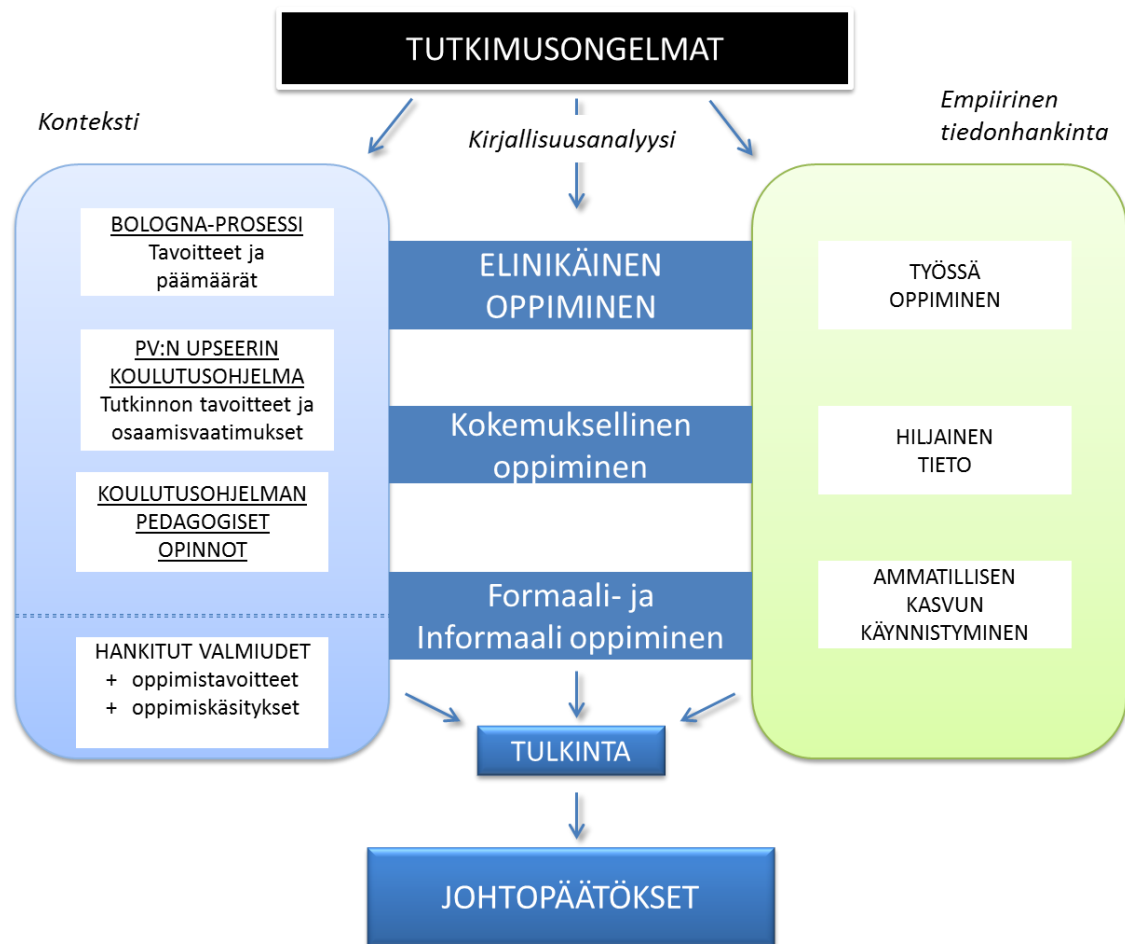 TUTKIMUSONGELMAT
Konteksti
Kirjallisuusanalyysi
Empiirinen
tiedonhankinta
BOLOGNA-PROSESSI
Tavoitteet ja
päämäärät
PV:N UPSEERIN
KOULUTUSOHJELMA
Tutkinnon tavoitteet ja
osaamisvaatimukset
KOULUTUSOHJELMAN
PEDAGOGISET
OPINNOT
HANKITUT VALMIUDET
+ oppimistavoitteet
+ oppimiskäsitykset
ELINIKÄINEN
OPPIMINEN
Kokemuksellinen
oppiminen
Formaali- ja
Informaali oppiminen
TYÖSSÄ
OPPIMINEN
HILJAINEN
TIETO
AMMATILLISEN
KASVUN
KÄYNNISTYMINEN
TULKINTA
JOHTOPÄÄTÖKSET